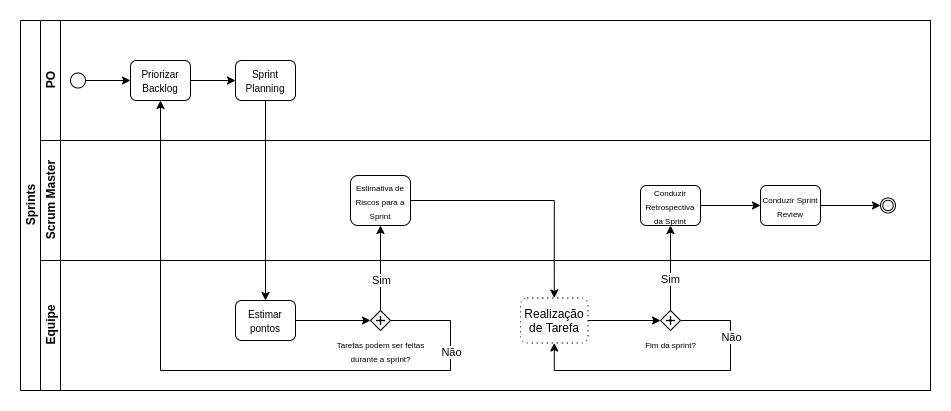 Sprints
PO
Priorizar
Backlog
Sprint
Planning
Scrum Master
Estimativa de
Riscos para a
Sprint
Conduzir
Retrospectiva
da Sprint
Conduzir Sprint
Review
Equipe
Sim
Sim
Estimar
pontos
Tarefas podem ser feitas
durante a sprint?
Não
Realização
de Tarefa
Fim da sprint?
Não